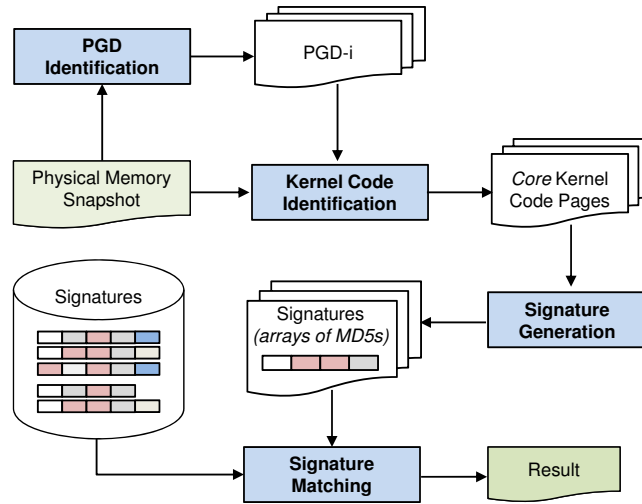 PGD
Identification
PGD-i
Physical Memory
Snapshot
Kernel Code
Identification
Core Kernel
Code Pages
Signatures
Signatures
(arrays of MD5s)
Signature
Generation
Signature
Matching
Result